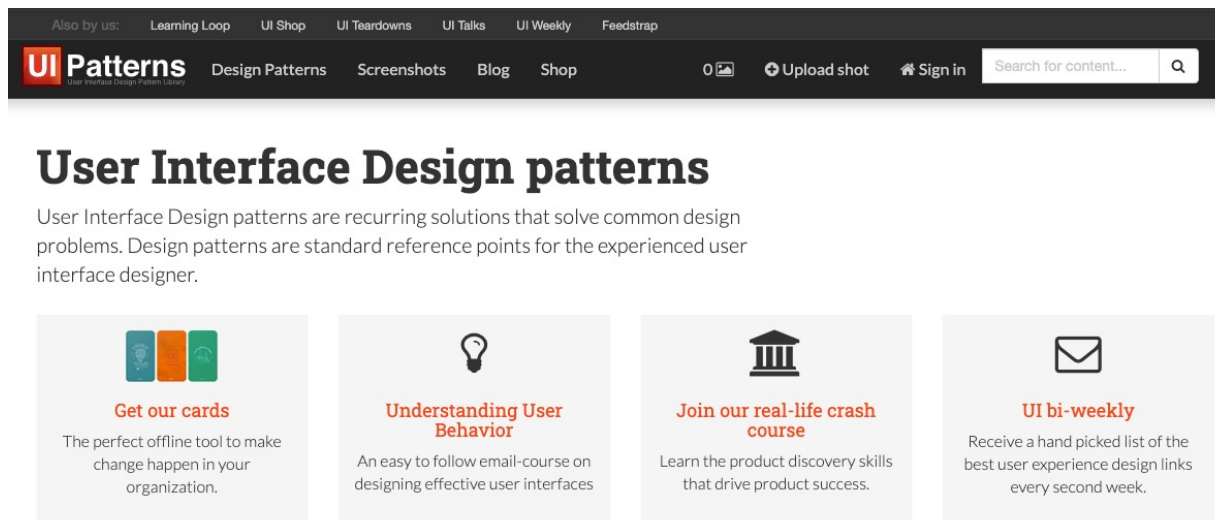 Also by us: Learning Loop UI Shop UI Teardowns UI Talks UI Weekly Feedstrap
UI Patterns
User Interface Design Pattern Library
Design Patterns Screenshots Blog Shop 0 Upload shot Sign in Search for content...
User Interface Design patterns
User Interface Design patterns are recurring solutions that solve common design
problems. Design patterns are standard reference points for the experienced user
interface designer.
Get our cards
The perfect offline tool to make
change happen in your
organization.
Understanding User
Behavior
An easy to follow email-course on
designing effective user interfaces
Join our real-life crash
course
Learn the product discovery skills
that drive product success.
UI bi-weekly
Receive a hand picked list of the
best user experience design links
every second week.